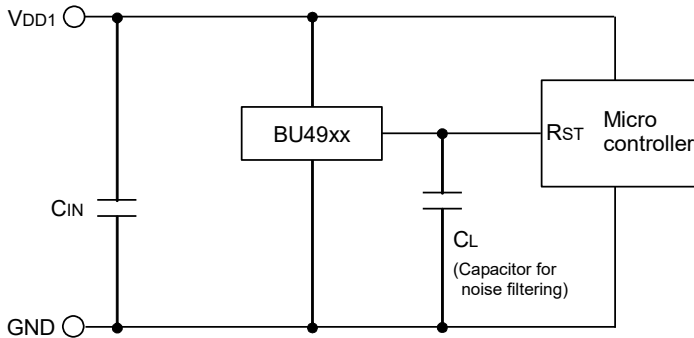 VDD1
BU49xx
RST
Micro
controller
CIN
CL
(Capacitor for
noise filtering)
GND